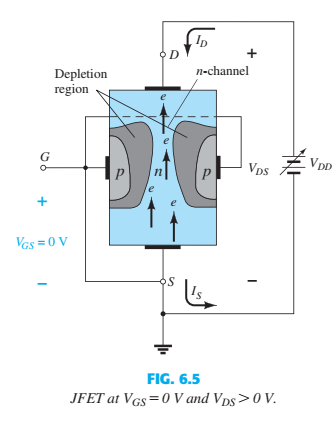 I_D
D
+
Depletion
region
n-channel
e
e
G
p
n
p
V_DS
V_DD
+
e
e
V_GS = 0 V
−
S
I_S
−
FIG. 6.5
JFET at V_GS = 0 V and V_DS > 0 V.